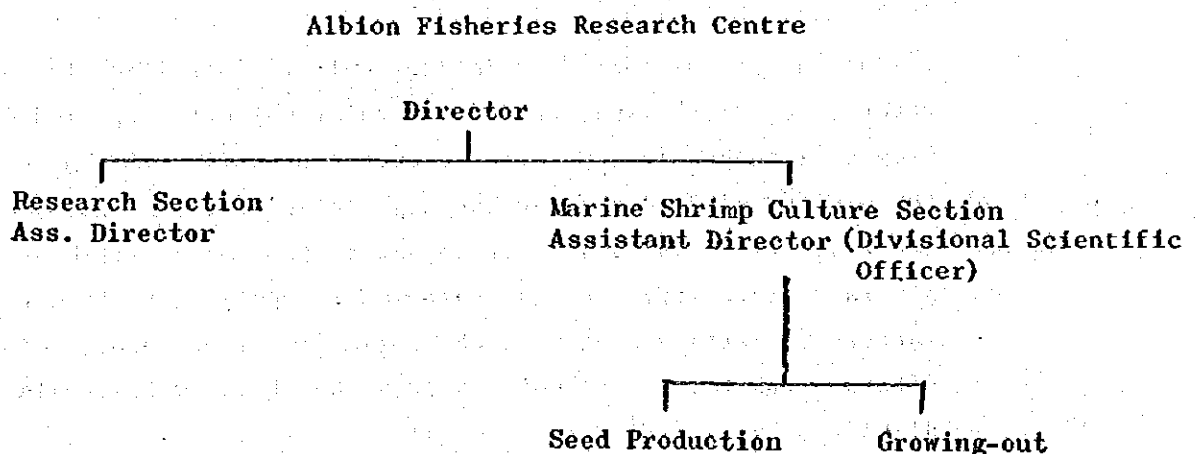 Albion Fisheries Research Centre
Director
Research Section
Ass. Director
Marine Shrimp Culture Section
Assistant Director (Divisional Scientific
Officer)
Seed Production Growing-out